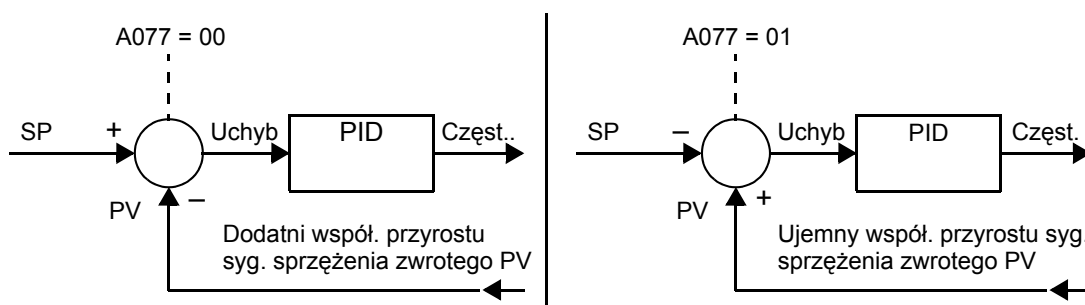 A077 = 00
SP
+
Uchyb
PID
Częst..
PV
–
Dodatni współ. przyrostu
syg. sprzężenia zwrotego PV
A077 = 01
SP
–
Uchyb
PID
Częst.
PV
+
Ujemny współ. przyrostu syg.
sprzężenia zwrotego PV